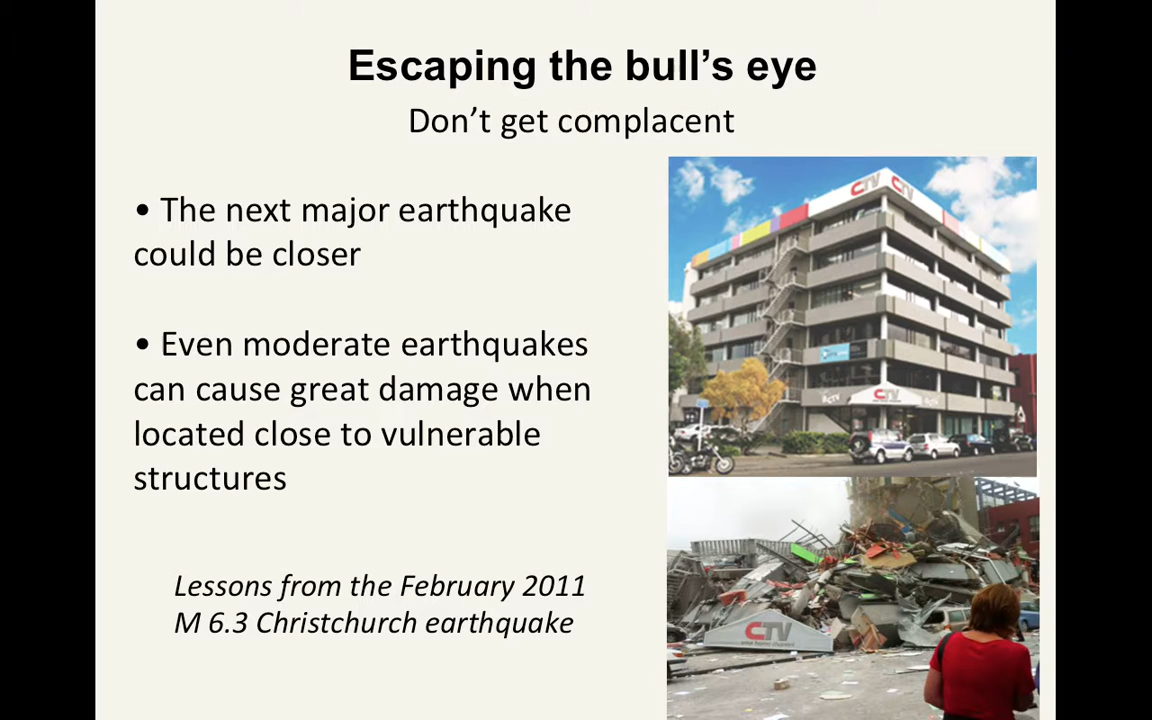 Escaping the bull’s eye
Don’t get complacent
• The next major earthquake
could be closer
• Even moderate earthquakes
can cause great damage when
located close to vulnerable
structures
Lessons from the February 2011
M 6.3 Christchurch earthquake
CTV CTV
CTV
CTV